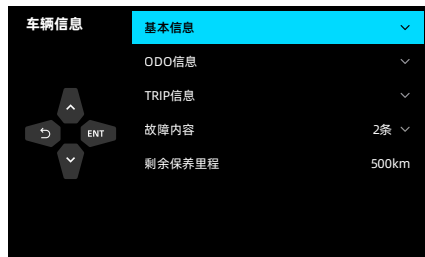 车辆信息
基本信息
ODO信息
TRIP信息
ENT
故障内容 2条
剩余保养里程 500km